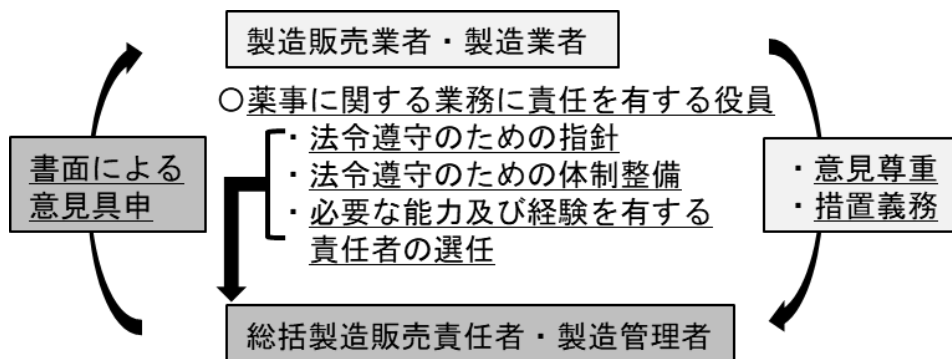 製造販売業者・製造業者
〇薬事に関する業務に責任を有する役員
・法令遵守のための指針
・法令遵守のための体制整備
・必要な能力及び経験を有する
責任者の選任
書面による
意見具申
・意見尊重
・措置義務
総括製造販売責任者・製造管理者